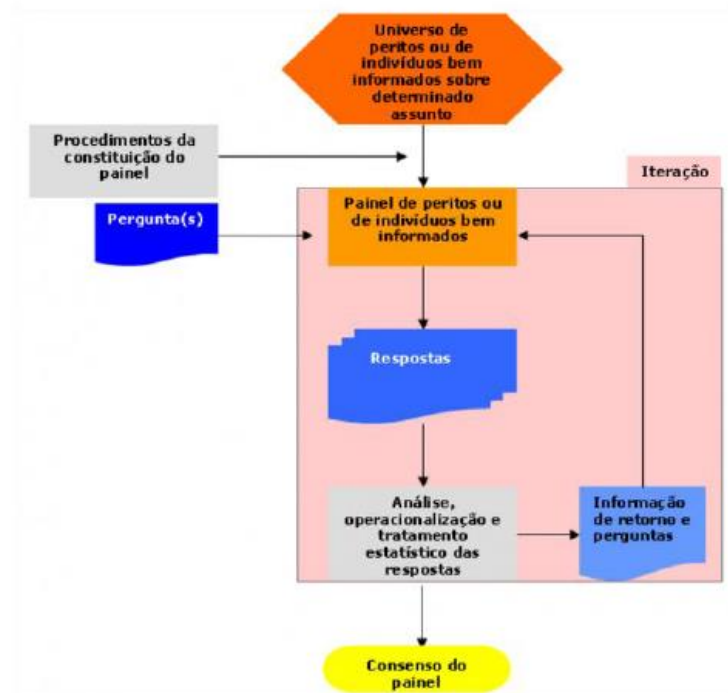 Universo de
peritos ou de
indivíduos bem
informados sobre
determinado
assunto
Procedimentos da
constituição do
painel
Iteração
Pergunta(s)
Painel de peritos ou
de indivíduos bem
informados
Respostas
Análise,
operacionalização e
tratamento
estatístico das
respostas
Informação
de retorno e
perguntas
Consenso do
painel